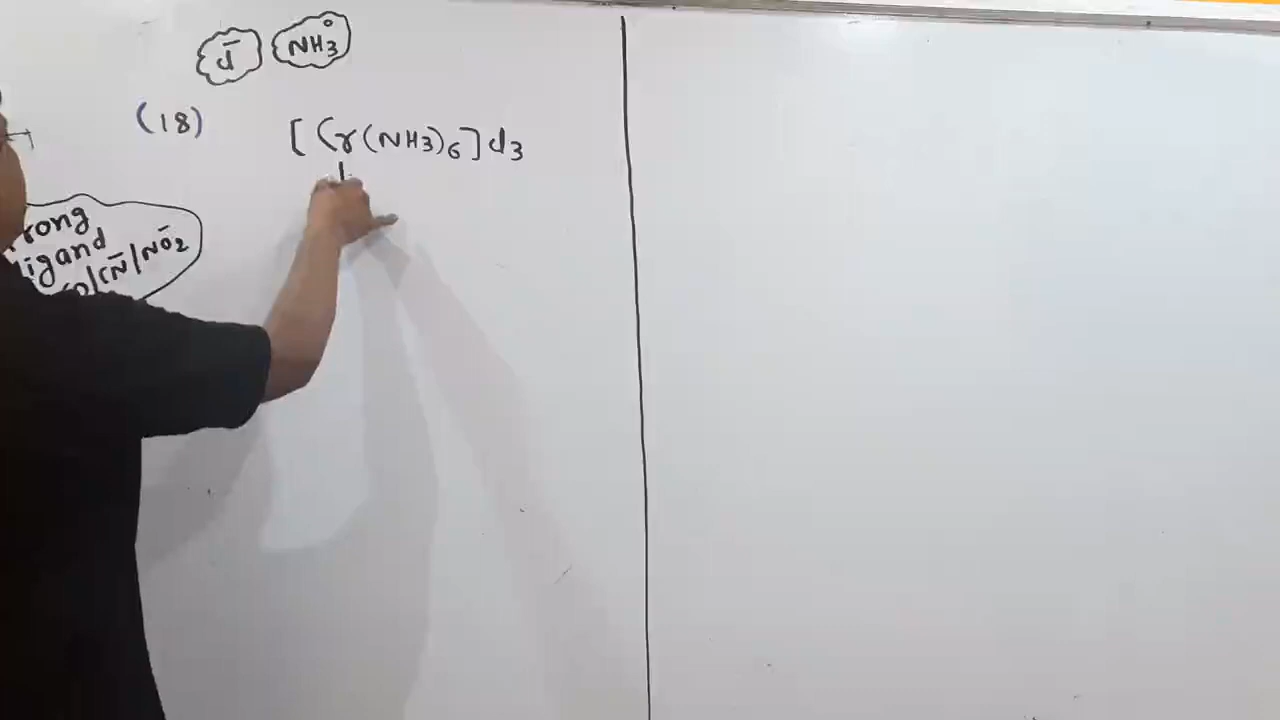 Cl⁻ NH3°
(18) [Cr(NH3)6]Cl3
rong
igand
CO/CN⁻/NO2⁻